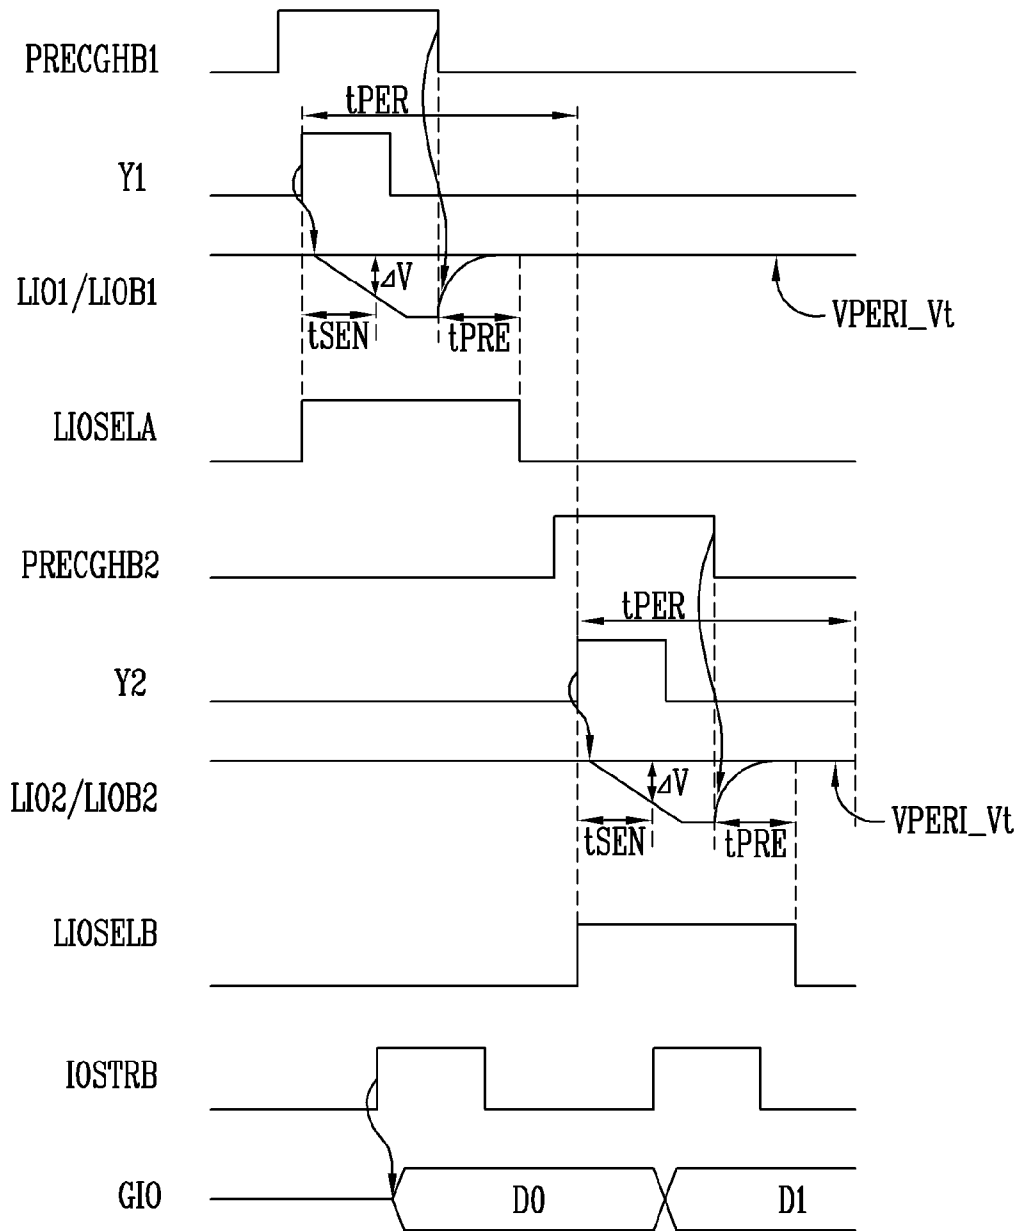 PRECGHB1
tPER
Y1
LIO1/LIOB1
ΔV
VPERI_Vt
tSEN
tPRE
LIOSELA
PRECGHB2
tPER
Y2
LIO2/LIOB2
ΔV
VPERI_Vt
tSEN
tPRE
LIOSELB
IOSTRB
GIO
D0
D1